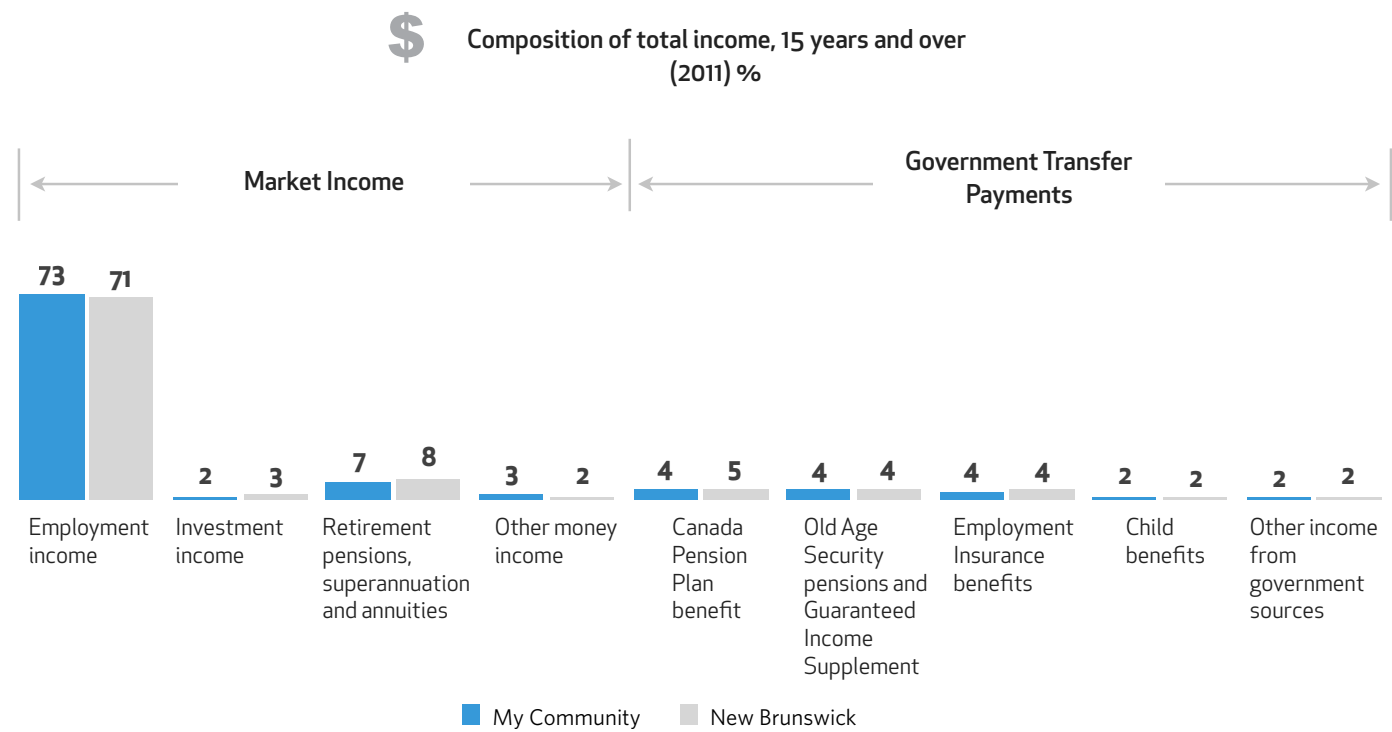 $
Composition of total income, 15 years and over
(2011) %
Market Income
Government Transfer
Payments
73
71
2
3
7
8
3
2
4
5
4
4
4
4
2
2
2
2
Employment
income
Investment
income
Retirement
pensions,
superannuation
and annuities
Other money
income
Canada
Pension
Plan
benefit
Old Age
Security
pensions and
Guaranteed
Income
Supplement
Employment
Insurance
benefits
Child
benefits
Other income
from
government
sources
My Community
New Brunswick